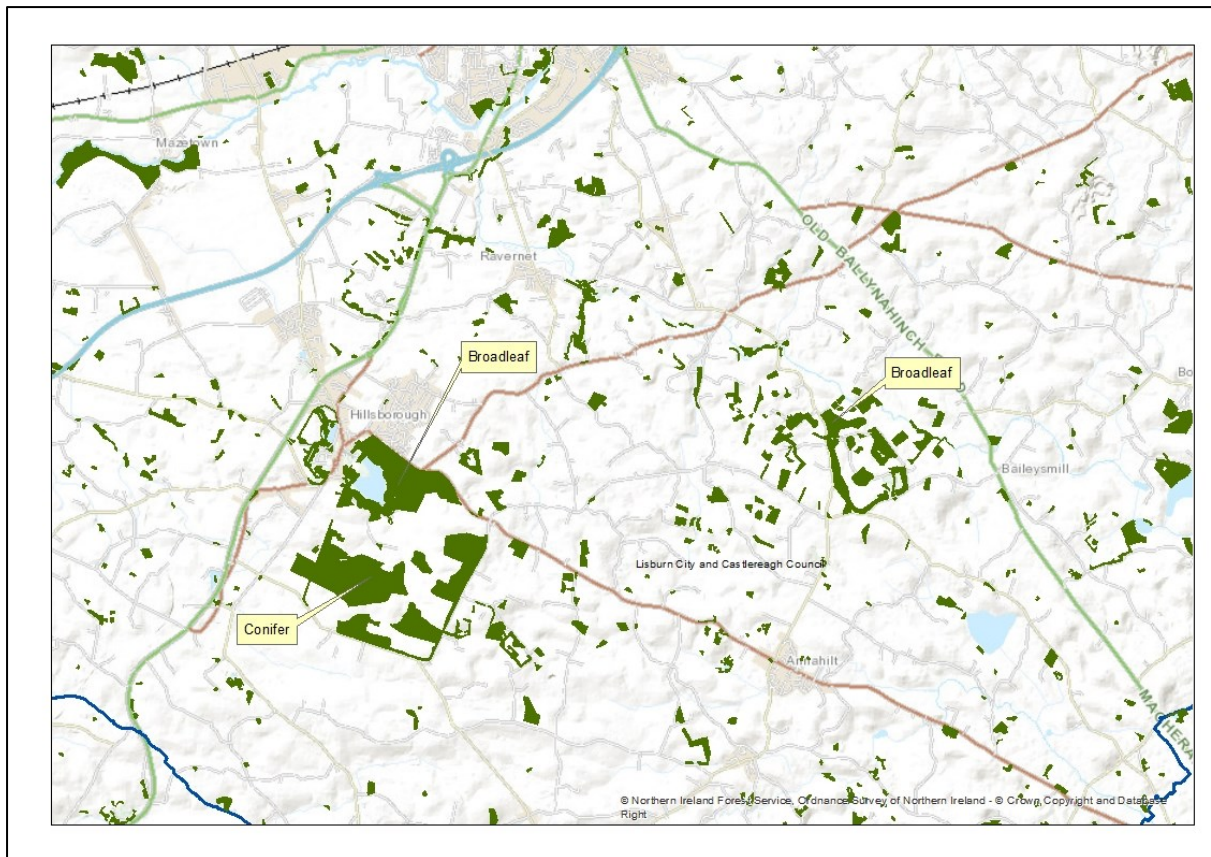 Mazetown
Ravernet
OLD BALLYNAHINCH
Broadleaf
Broadleaf
Hillsborough
Baileysmill
Lisburn City and Castlereagh Council
Conifer
Annahilt
MAGHERA
© Northern Ireland Forest Service, Ordnance Survey of Northern Ireland - © Crown Copyright and Database
Right